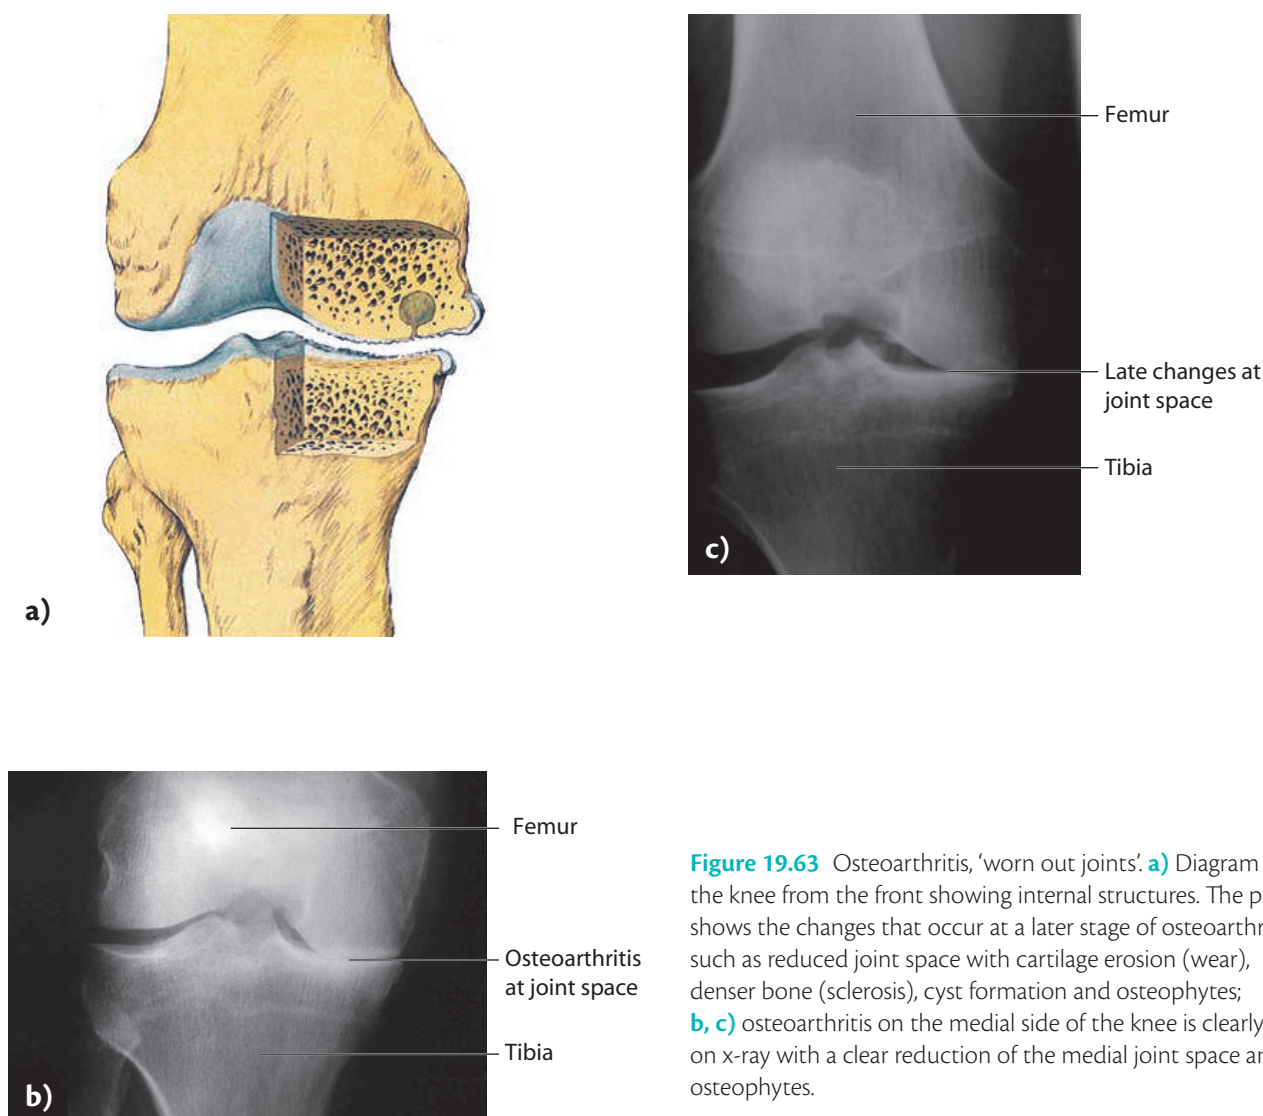 a)
Femur
Late changes at
joint space
Tibia
c)
Femur
Osteoarthritis
at joint space
Tibia
b)
Figure 19.63 Osteoarthritis, ‘worn out joints’. a) Diagram
the knee from the front showing internal structures. The p
shows the changes that occur at a later stage of osteoarthr
such as reduced joint space with cartilage erosion (wear),
denser bone (sclerosis), cyst formation and osteophytes;
b, c) osteoarthritis on the medial side of the knee is clearly
on x-ray with a clear reduction of the medial joint space an
osteophytes.